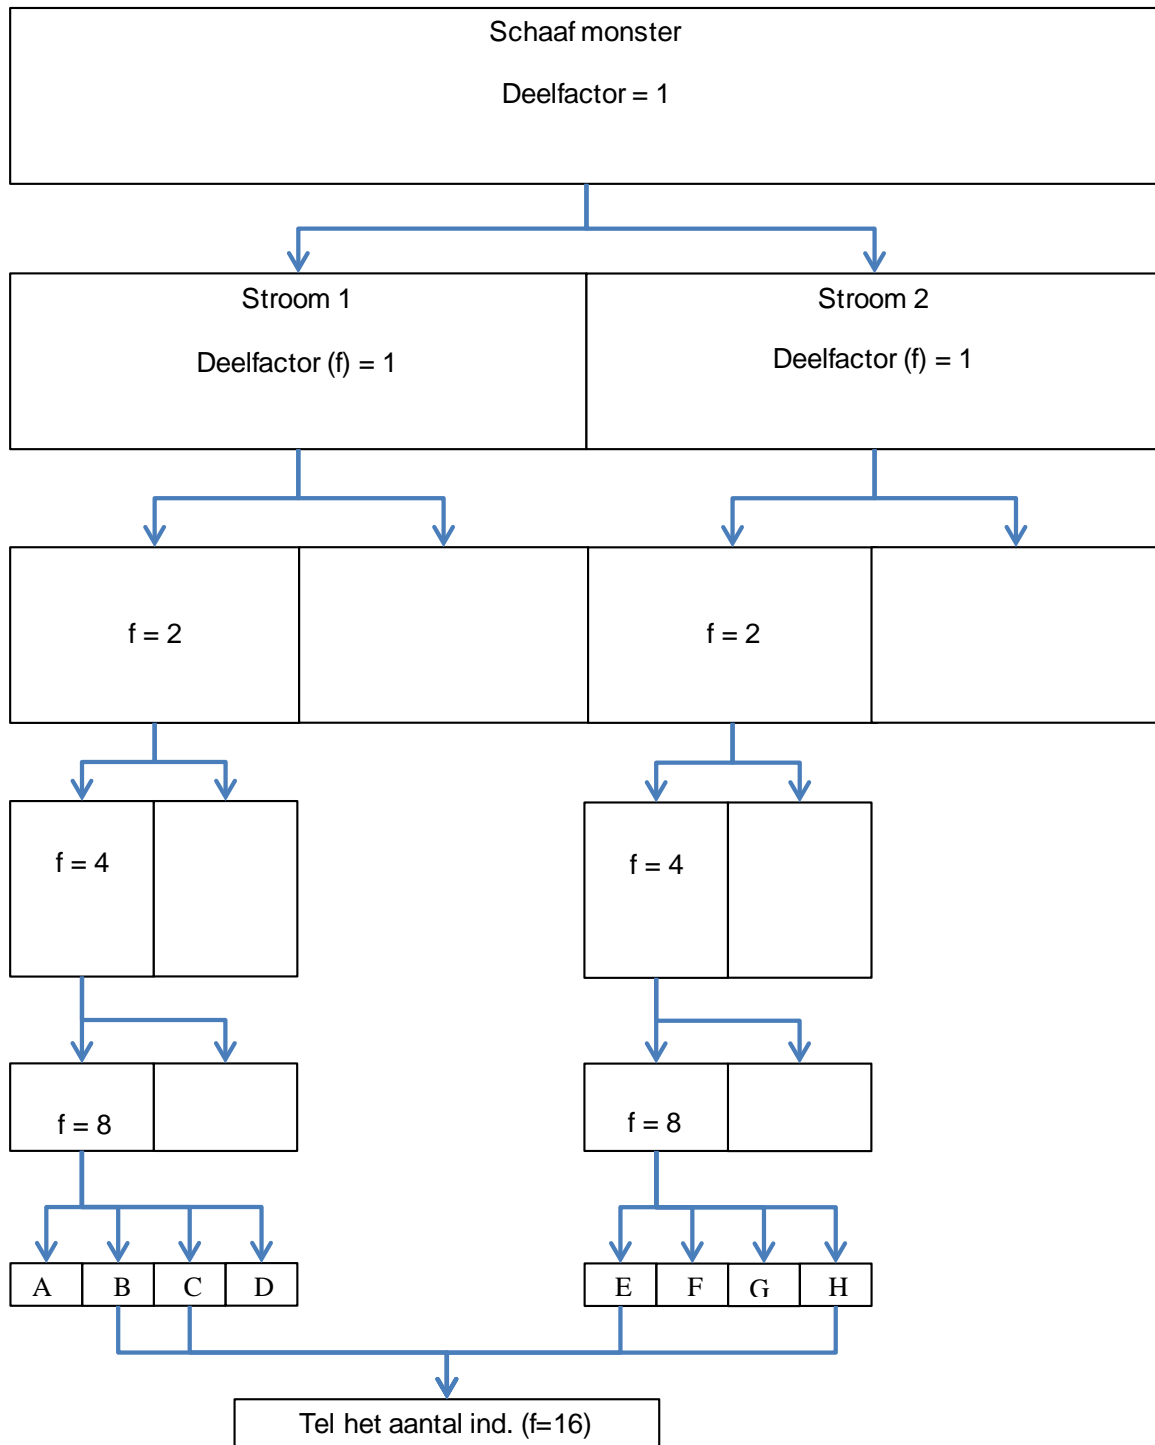 Schaaf monster
Deelfactor = 1
Stroom 1
Stroom 2
Deelfactor (f) = 1
Deelfactor (f) = 1
f = 2
f = 2
f = 4
f = 4
f = 8
f = 8
A B C D
E F G H
Tel het aantal ind. (f=16)